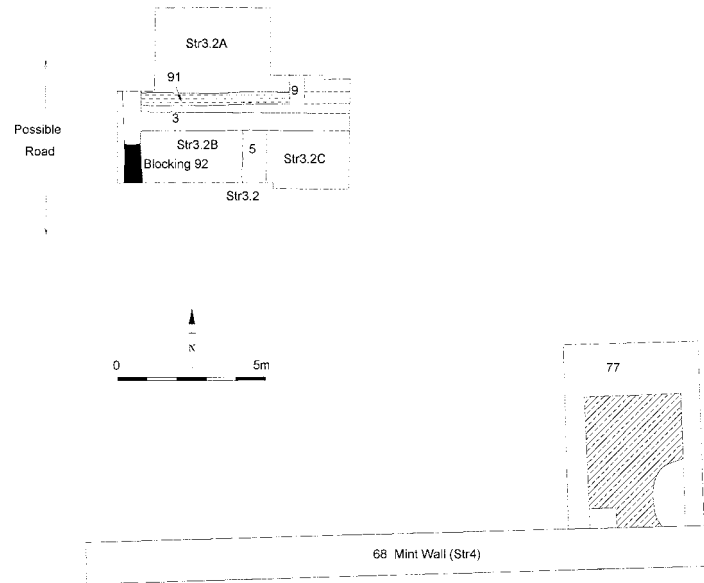 Str3.2A
91
9
3
Possible
Road
Str3.2B
5
Blocking 92
Str3.2C
Str3.2
N
0 5m
77
68 Mint Wall (Str4)